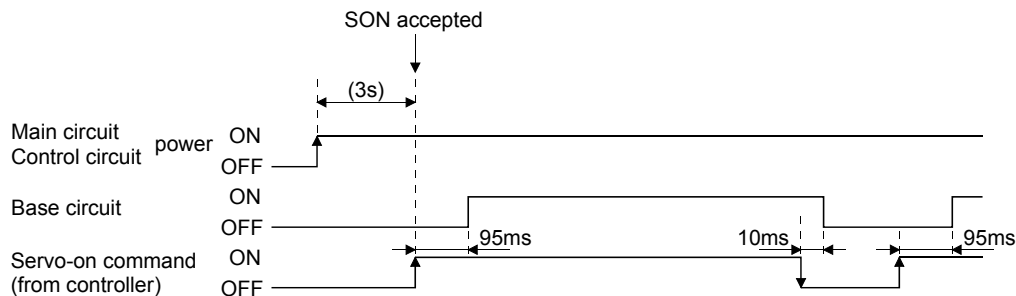 SON accepted
(3s)
Main circuit
Control circuit power
ON
OFF
Base circuit
ON
OFF
95ms
10ms
95ms
Servo-on command
(from controller)
ON
OFF